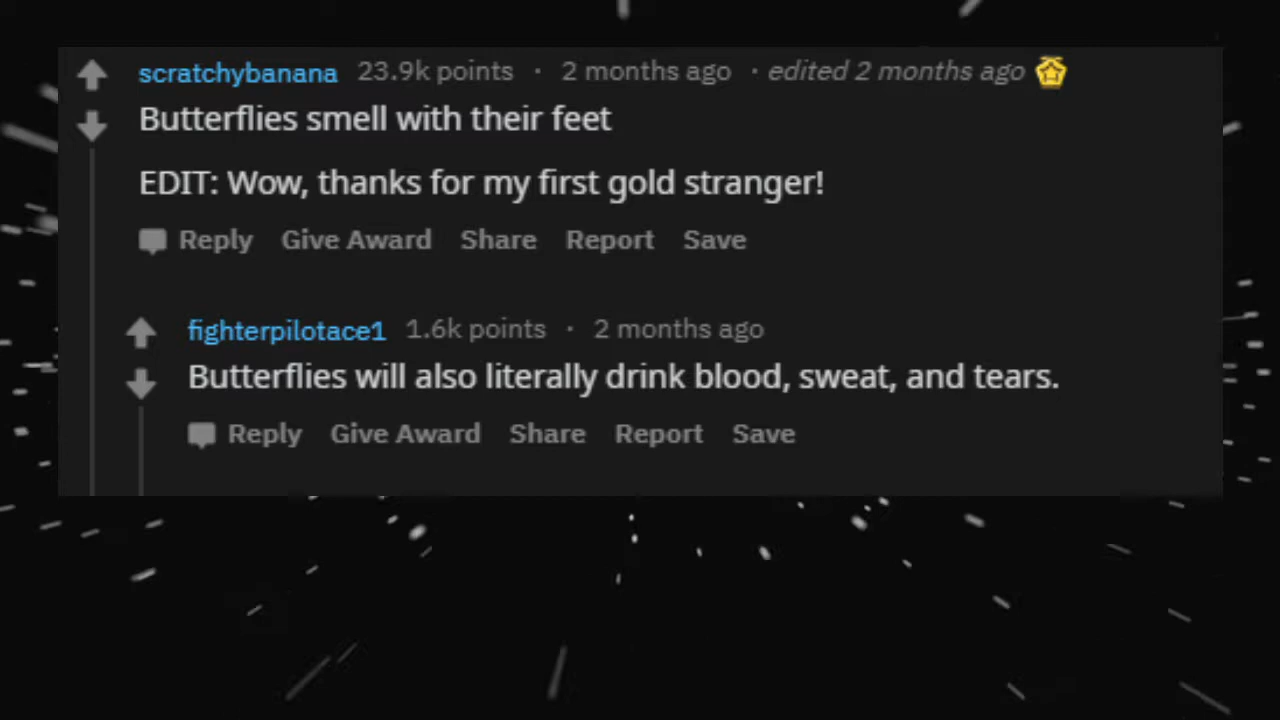 scratchybanana 23.9k points · 2 months ago · edited 2 months ago
Butterflies smell with their feet
EDIT: Wow, thanks for my first gold stranger!
Reply Give Award Share Report Save
fighterpilotace1 1.6k points · 2 months ago
Butterflies will also literally drink blood, sweat, and tears.
Reply Give Award Share Report Save